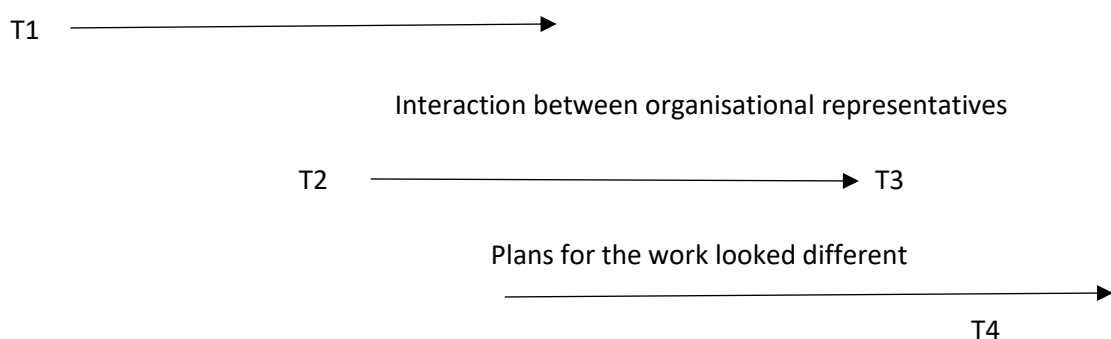 T1
Interaction between organisational representatives
T2 T3
Plans for the work looked different
T4